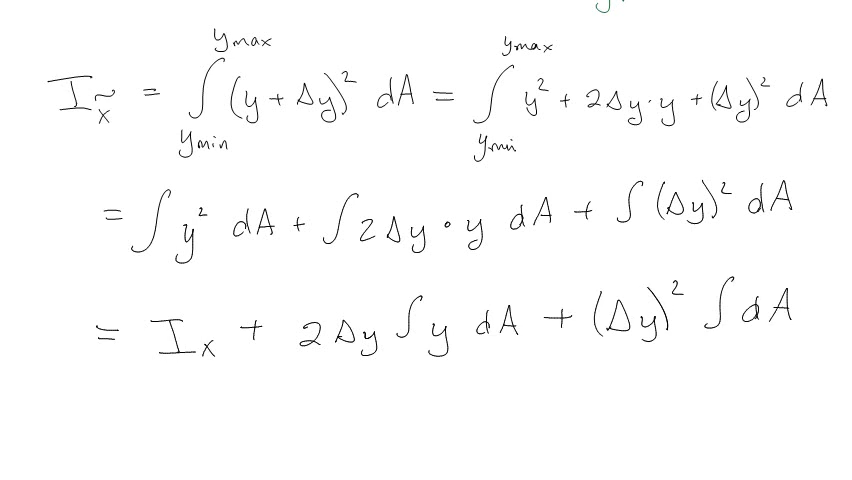 I_x̃ = ∫_{ymin}^{ymax} (y + Δy)² dA = ∫_{ymin}^{ymax} y² + 2Δy·y + (Δy)² dA
= ∫ y² dA + ∫ 2Δy · y dA + ∫ (Δy)² dA
= I_x + 2Δy ∫ y dA + (Δy)² ∫ dA